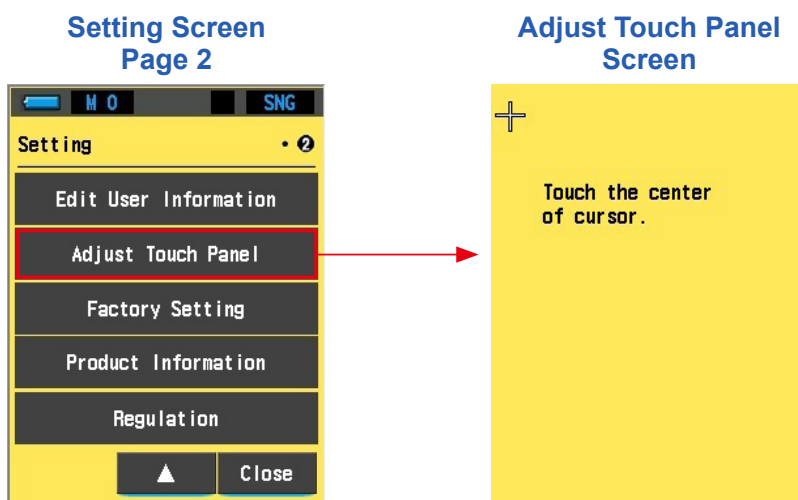 Setting Screen
Page 2
Adjust Touch Panel
Screen
M 0
SNG
Setting
• ❷
Edit User Information
Adjust Touch Panel
Factory Setting
Product Information
Regulation
▲
Close
Touch the center
of cursor.